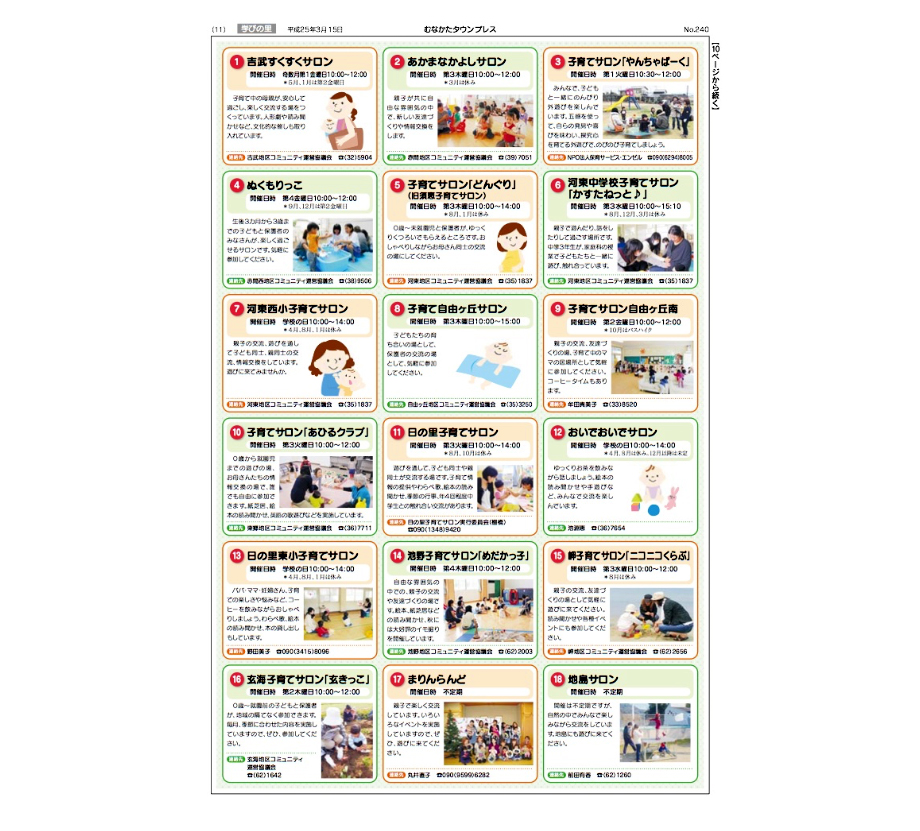 (11) 学びの里 平成25年3月15日 むなかたタウンプレス No.240
【10ページから続く】
1 吉武すくすくサロン
開催日時 奇数月第1金曜日10:00〜12:00
＊5月、1月は第2金曜日
子育て中の母親が、安心して
過ごし、楽しく交流する場をつ
くっています。人形劇や読み聞
かせなど、文化的な催しも取り
入れています。
連絡先 吉武地区コミュニティ運営協議会 ☎(32)5904
2 あかまなかよしサロン
開催日時 第3木曜日10:00〜12:00
＊3月は休み
親子が共に自
由な雰囲気の中
で、新しい友達づ
くりや情報交換を
します。
連絡先 赤間地区コミュニティ運営協議会 ☎(39)7051
3 子育てサロン「やんちゃぱーく」
開催日時 第1火曜日10:30〜12:00
みんなで、子ども
と一緒にのんびり
外遊びを楽しんで
います。五感を使っ
て、自らの発見や喜
びを味わい、探究心
を育てる外遊びで、のびのび子育てしましょう。
連絡先 NPO法人保育サービス・エンゼル ☎090(8294)8005
4 ぬくもりっこ
開催日時 第4金曜日10:00〜12:00
＊9月、12月は第2金曜日
生後3カ月から3歳ま
での子どもと保護者の
みなさんが、楽しく過ご
せるサロンです。気軽に
参加してください。
連絡先 赤間西地区コミュニティ運営協議会 ☎(38)9506
5 子育てサロン「どんぐり」
(旧須恵子育てサロン)
開催日時 第3木曜日10:00〜14:00
＊8月、1月は休み
0歳〜未就園児と保護者が、ゆっく
りくつろいでもらえるところです。お
しゃべりしながらお母さん同士の交流
の場にしてください。
連絡先 河東地区コミュニティ運営協議会 ☎(35)1837
6 河東中学校子育てサロン
「かすたねっと♪」
開催日時 第3水曜日10:00〜15:10
＊8月、12月、3月は休み
親子で遊んだり、話をし
たりして過ごす場所です。
中学3年生が、家庭科の授
業で子どもたちと一緒に
遊び、触れ合っています。
連絡先 河東地区コミュニティ運営協議会 ☎(35)1837
7 河東西小子育てサロン
開催日時 学校の日10:00〜14:00
＊4月、8月、1月は休み
親子の交流、遊びを通し
て子ども同士、親同士の交
流、情報交換をしています。
遊びに来てみませんか。
連絡先 河東地区コミュニティ運営協議会 ☎(35)1837
8 子育て自由ヶ丘サロン
開催日時 第3木曜日10:00〜15:00
子どもたちの育
ち合いの場として、
保護者の交流の場
として、気軽に参加
してください。
連絡先 自由ヶ丘地区コミュニティ運営協議会 ☎(35)3250
9 子育てサロン自由ヶ丘南
開催日時 第2金曜日10:00〜12:00
＊10月はバスハイク
親子の交流、友達づ
くりの場、子育て中のマ
マの居場所として気軽
に参加してください。
コーヒータイムもあり
ます。
連絡先 牟田真美子 ☎(33)8520
10 子育てサロン「あひるクラブ」
開催日時 第3火曜日10:00〜12:00
0歳から就園児
までの遊びの場、
お母さんたちの情
報交換の場で、誰
でも自由に参加で
きます。紙芝居、絵
本の読み聞かせ、英語の歌遊びなどを実施しています。
連絡先 東郷地区コミュニティ運営協議会 ☎(36)7711
11 日の里子育てサロン
開催日時 第3火曜日10:00〜14:00
＊8月、10月は休み
遊びを通して、子ども同士や親
同士が交流する場です。子育て情
報の提供やわらべ歌、絵本の読み
聞かせ、季節の行事、年4回程度中
学生との触れ合い交流があります。
連絡先 日の里子育てサロン実行委員会(棚橋)
☎090(1348)9420
12 おいでおいでサロン
開催日時 学校の日10:00〜14:00
＊4月、8月は休み、12月以降は未定
ゆっくりお茶を飲みな
がら話しましょう。絵本の
読み聞かせや手遊びな
ど、みんなで交流を楽し
んでいます。
連絡先 池源恵 ☎(36)7654
13 日の里東小子育てサロン
開催日時 学校の日10:00〜14:00
＊4月、8月、1月は休み
パパ・ママ・妊婦さん、子育
ての楽しさや悩みなど、コー
ヒーを飲みながらおしゃべ
りしましょう。わらべ歌、絵本
の読み聞かせ、本の貸し出し
もしています。
連絡先 野田美子 ☎090(3415)8096
14 池野子育てサロン「めだかっ子」
開催日時 第4木曜日10:00〜12:00
自由な雰囲気の
中での、親子の交流
や友達づくりの場で
す。絵本、紙芝居など
の読み聞かせ、秋に
は大好評のイモ掘り
を開催しています。
連絡先 池野地区コミュニティ運営協議会 ☎(62)2003
15 岬子育てサロン「ニコニコくらぶ」
開催日時 第3水曜日10:00〜12:00
＊8月は休み
親子の交流、友達づ
くりの場として気軽に
遊びに来てください。
読み聞かせや各種イベ
ントにも参加してくだ
さい。
連絡先 岬地区コミュニティ運営協議会 ☎(62)2656
16 玄海子育てサロン「玄きっこ」
開催日時 第2木曜日10:00〜12:00
0歳〜就園前の子どもと保護者
が、地域の隔てなく参加できます。
毎月、季節に合わせた内容を実施し
ていますので、ぜひ、参加してくださ
い。
連絡先 玄海地区コミュニティ
運営協議会
☎(62)1642
17 まりんらんど
開催日時 不定期
親子で楽しく交流
しています。いろいろ
なイベントを実施
していますので、ぜ
ひ、遊びに来てくだ
さい。
連絡先 丸井直子 ☎090(9599)6282
18 地島サロン
開催日時 不定期
開催は不定期ですが、
自然の中でみんなで楽し
みながら交流をしていま
す。地島にも遊びに来てく
ださい。
連絡先 前田有香 ☎(62)1260